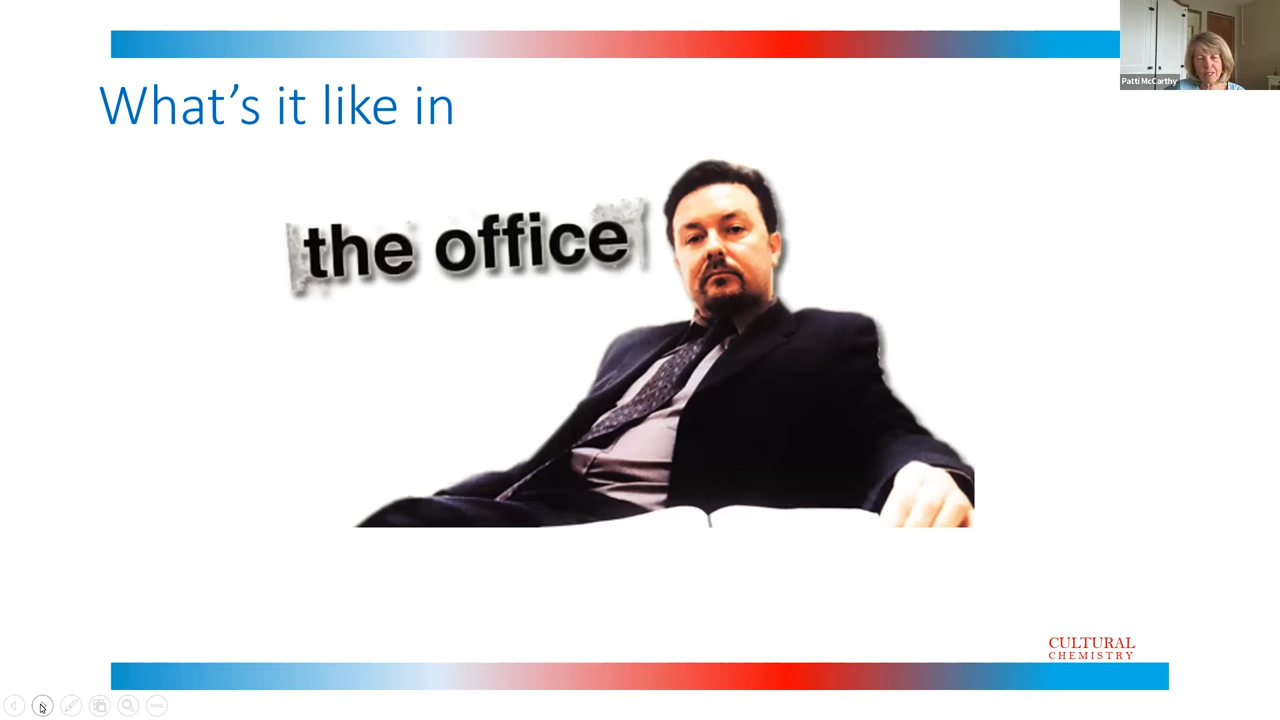 What's it like in
the office
Patti McCarthy
CULTURAL
CHEMISTRY